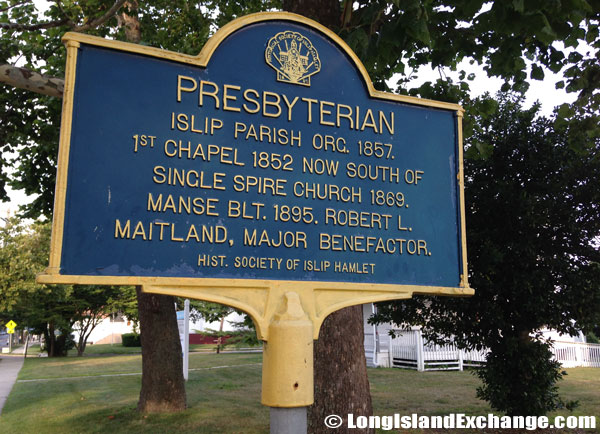 PRESBYTERIAN
ISLIP PARISH ORG. 1857.
1ST CHAPEL 1852 NOW SOUTH OF
SINGLE SPIRE CHURCH 1869.
MANSE BLT. 1895. ROBERT L.
MAITLAND, MAJOR BENEFACTOR.
HIST. SOCIETY OF ISLIP HAMLET
© LongIslandExchange.com